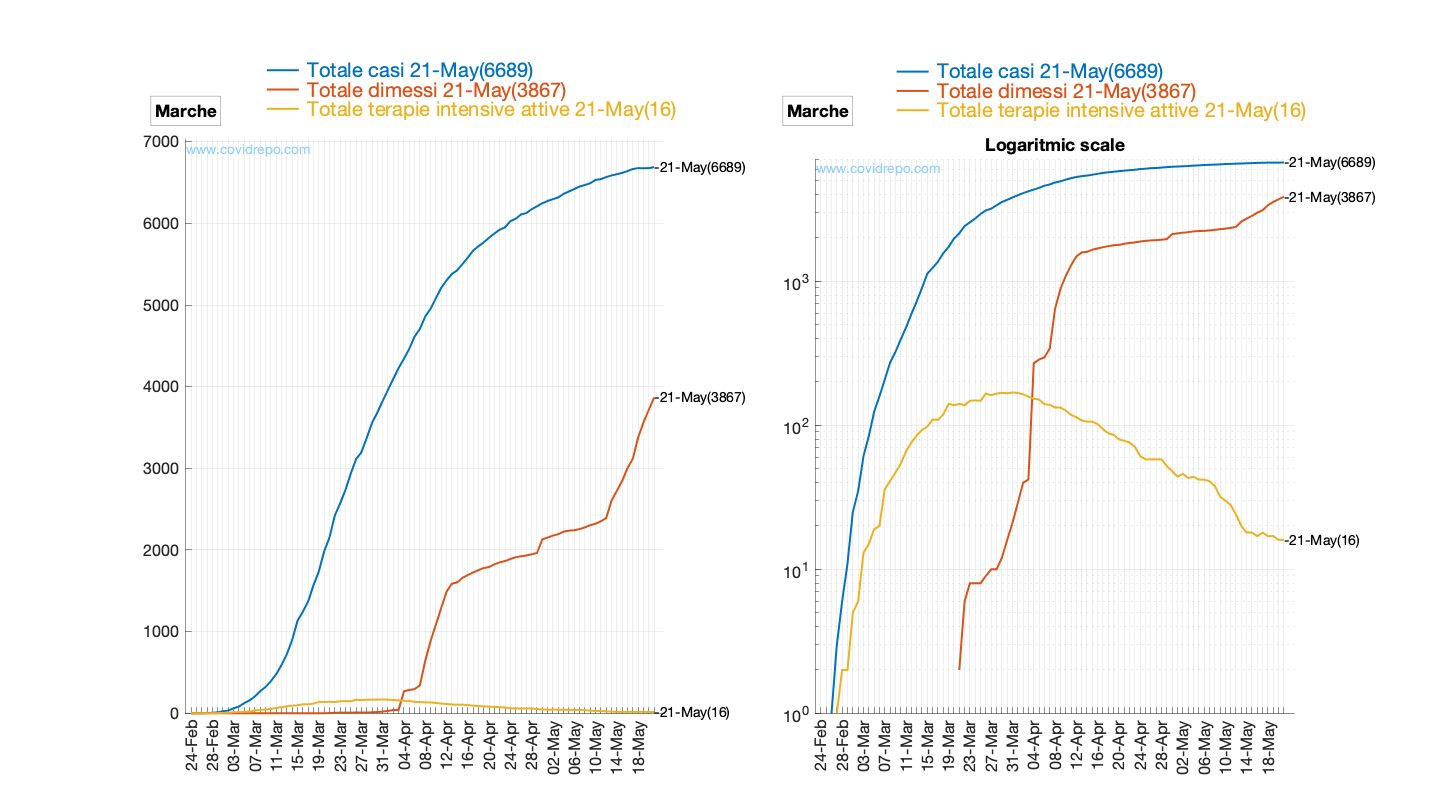 Totale casi 21-May(6689)
Totale dimessi 21-May(3867)
Totale terapie intensive attive 21-May(16)
Marche
www.covidrepo.com
7000
6000
5000
4000
3000
2000
1000
0
-21-May(6689)
-21-May(3867)
-21-May(16)
24-Feb
28-Feb
03-Mar
07-Mar
11-Mar
15-Mar
19-Mar
23-Mar
27-Mar
31-Mar
04-Apr
08-Apr
12-Apr
16-Apr
20-Apr
24-Apr
28-Apr
02-May
06-May
10-May
14-May
18-May
Totale casi 21-May(6689)
Totale dimessi 21-May(3867)
Totale terapie intensive attive 21-May(16)
Marche
Logaritmic scale
www.covidrepo.com
10³
10²
10¹
10⁰
-21-May(6689)
-21-May(3867)
-21-May(16)
24-Feb
28-Feb
03-Mar
07-Mar
11-Mar
15-Mar
19-Mar
23-Mar
27-Mar
31-Mar
04-Apr
08-Apr
12-Apr
16-Apr
20-Apr
24-Apr
28-Apr
02-May
06-May
10-May
14-May
18-May